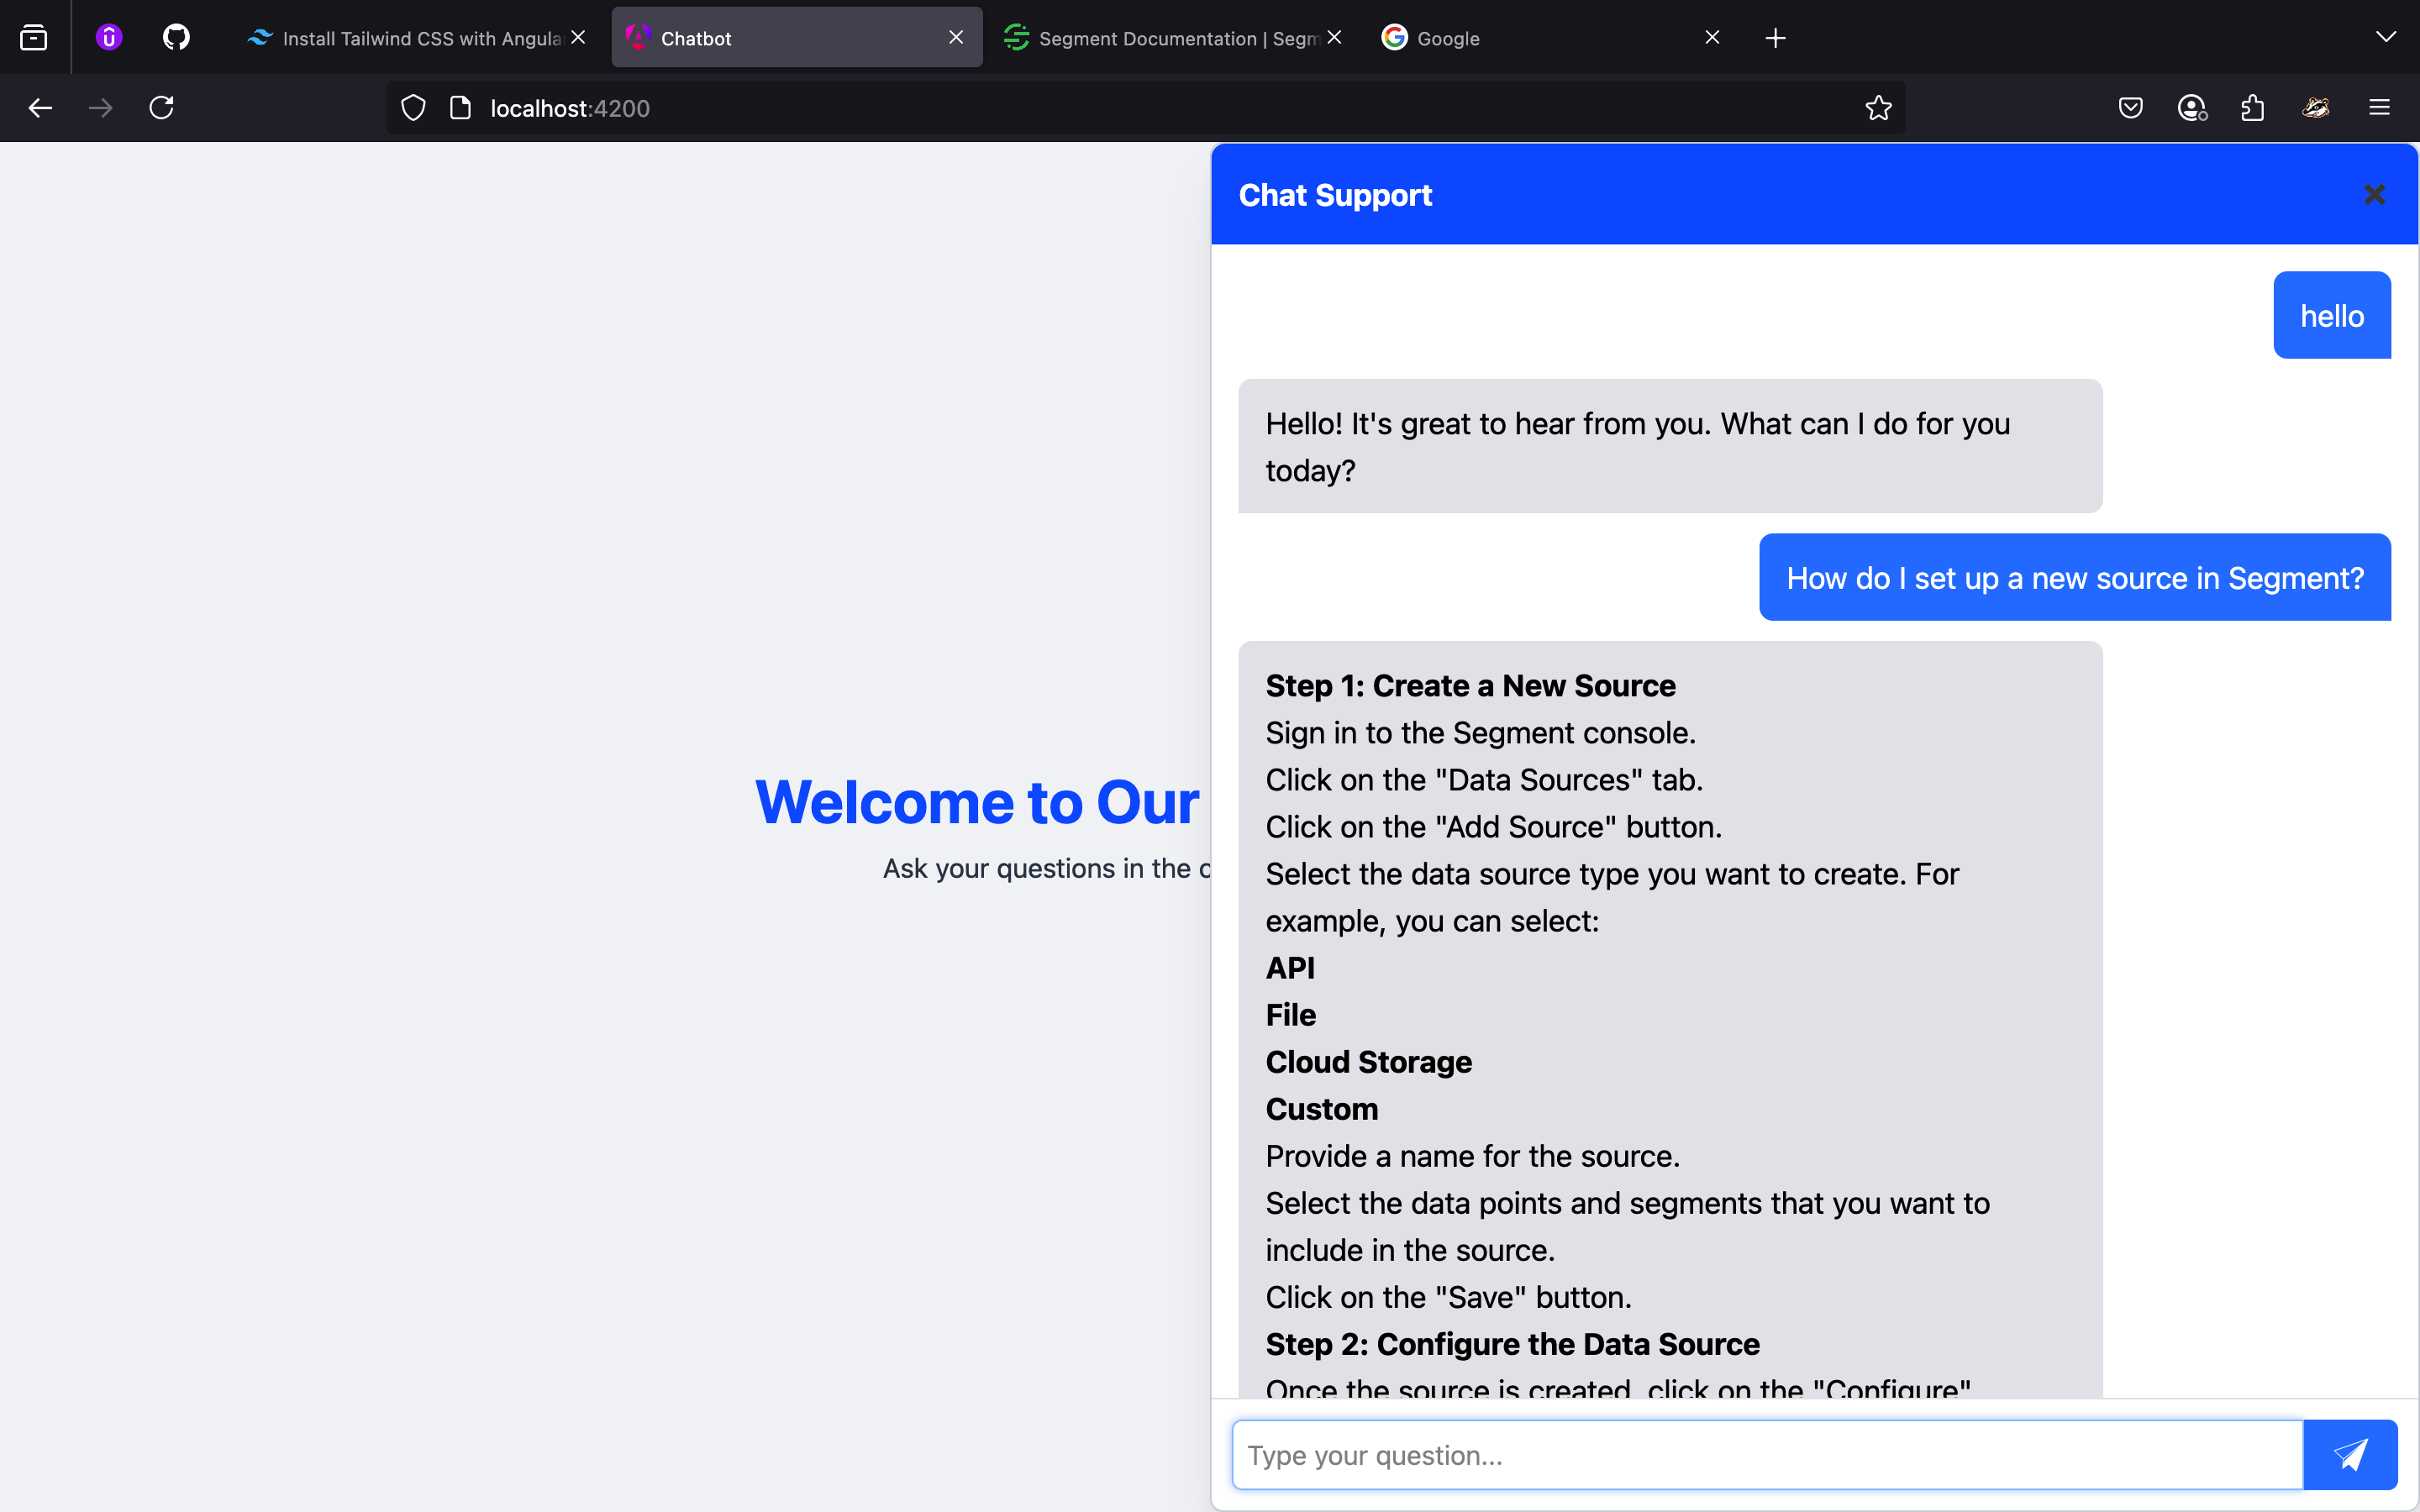 Install Tailwind CSS with Angula
Chatbot
Segment Documentation | Segm
Google
localhost:4200
Chat Support
hello
Hello! It's great to hear from you. What can I do for you
today?
How do I set up a new source in Segment?
Step 1: Create a New Source
Sign in to the Segment console.
Click on the "Data Sources" tab.
Click on the "Add Source" button.
Select the data source type you want to create. For
example, you can select:
API
File
Cloud Storage
Custom
Provide a name for the source.
Select the data points and segments that you want to
include in the source.
Click on the "Save" button.
Step 2: Configure the Data Source
Once the source is created, click on the "Configure"
Type your question...
Welcome to Our
Ask your questions in the c